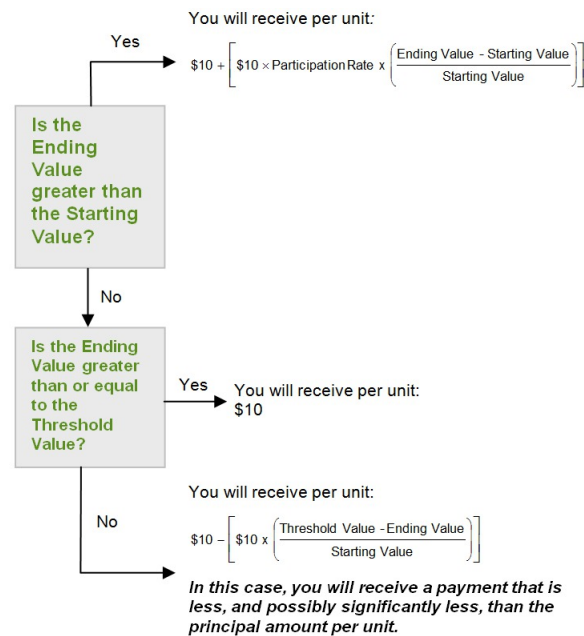 You will receive per unit:
Yes
$10 + [ $10 × Participation Rate x ( Ending Value - Starting Value
Starting Value ) ]
Is the
Ending
Value
greater than
the Starting
Value?
No
Is the Ending
Value greater
than or equal
to the
Threshold
Value?
Yes
You will receive per unit:
$10
No
You will receive per unit:
$10 – [ $10 x ( Threshold Value - Ending Value
Starting Value ) ]
In this case, you will receive a payment that is
less, and possibly significantly less, than the
principal amount per unit.